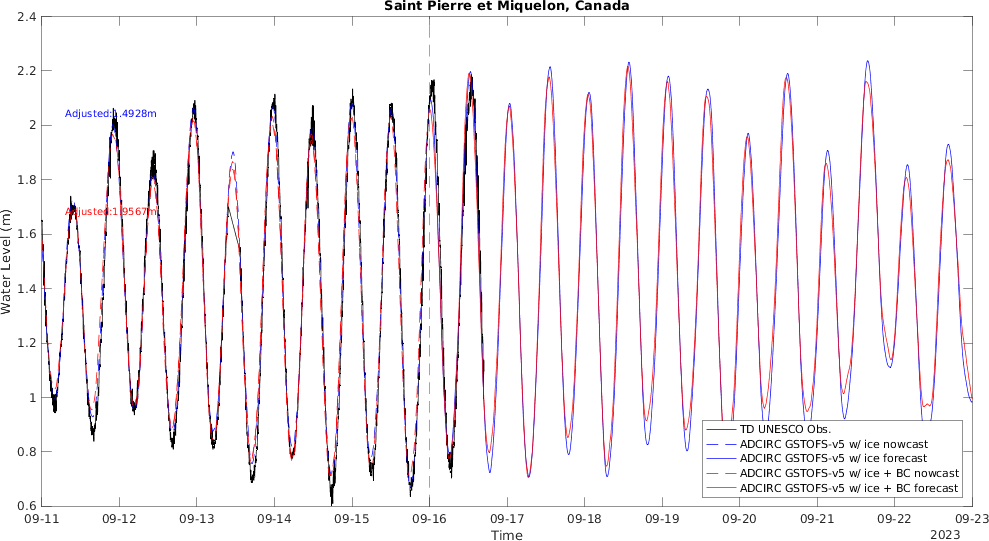 Saint Pierre et Miquelon, Canada
2.4
2.2
2
1.8
1.6
1.4
1.2
1
0.8
0.6
Water Level (m)
Adjusted:1.4928m
Adjusted:1.9567m
TD UNESCO Obs.
ADCIRC GSTOFS-v5 w/ ice nowcast
ADCIRC GSTOFS-v5 w/ ice forecast
ADCIRC GSTOFS-v5 w/ ice + BC nowcast
ADCIRC GSTOFS-v5 w/ ice + BC forecast
09-11 09-12 09-13 09-14 09-15 09-16 09-17 09-18 09-19 09-20 09-21 09-22 09-23
Time
2023